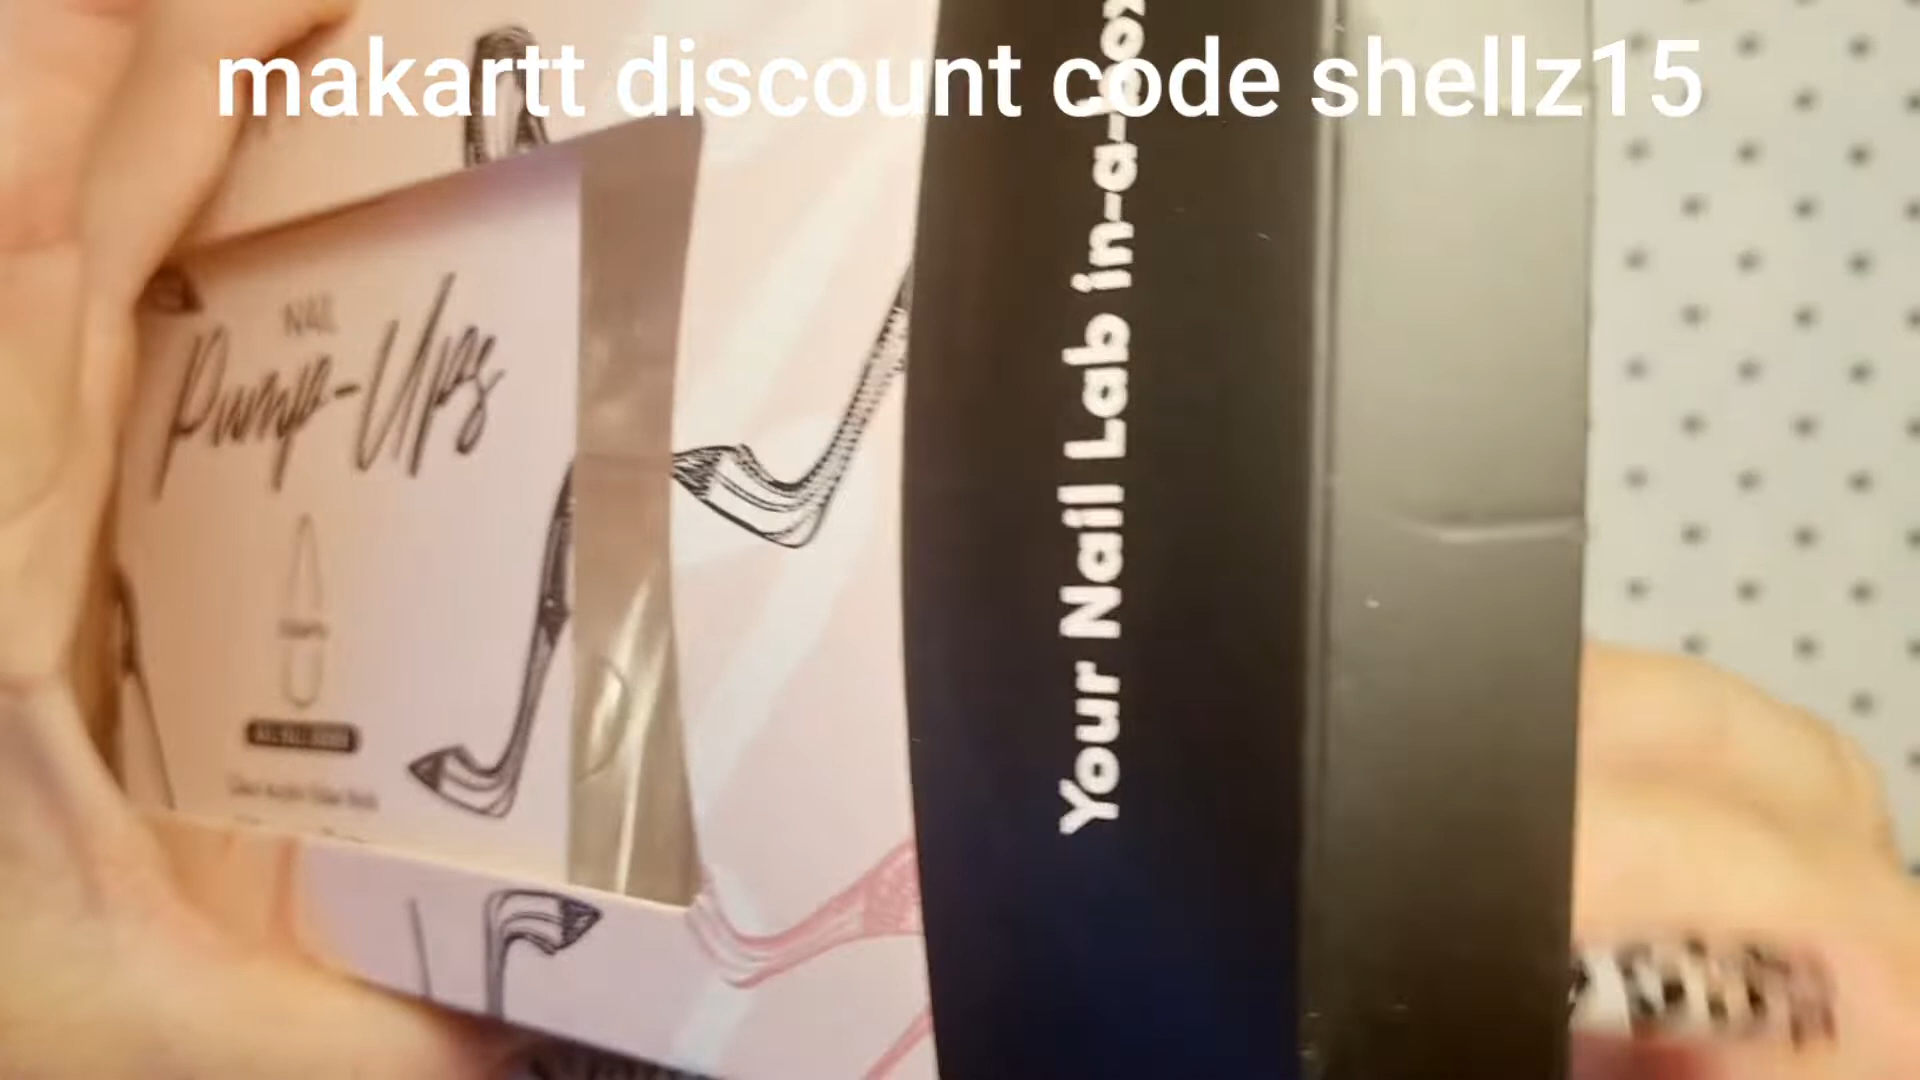 makartt discount code shellz15
NAIL
Pump-Ups
Your Nail Lab in-a-box